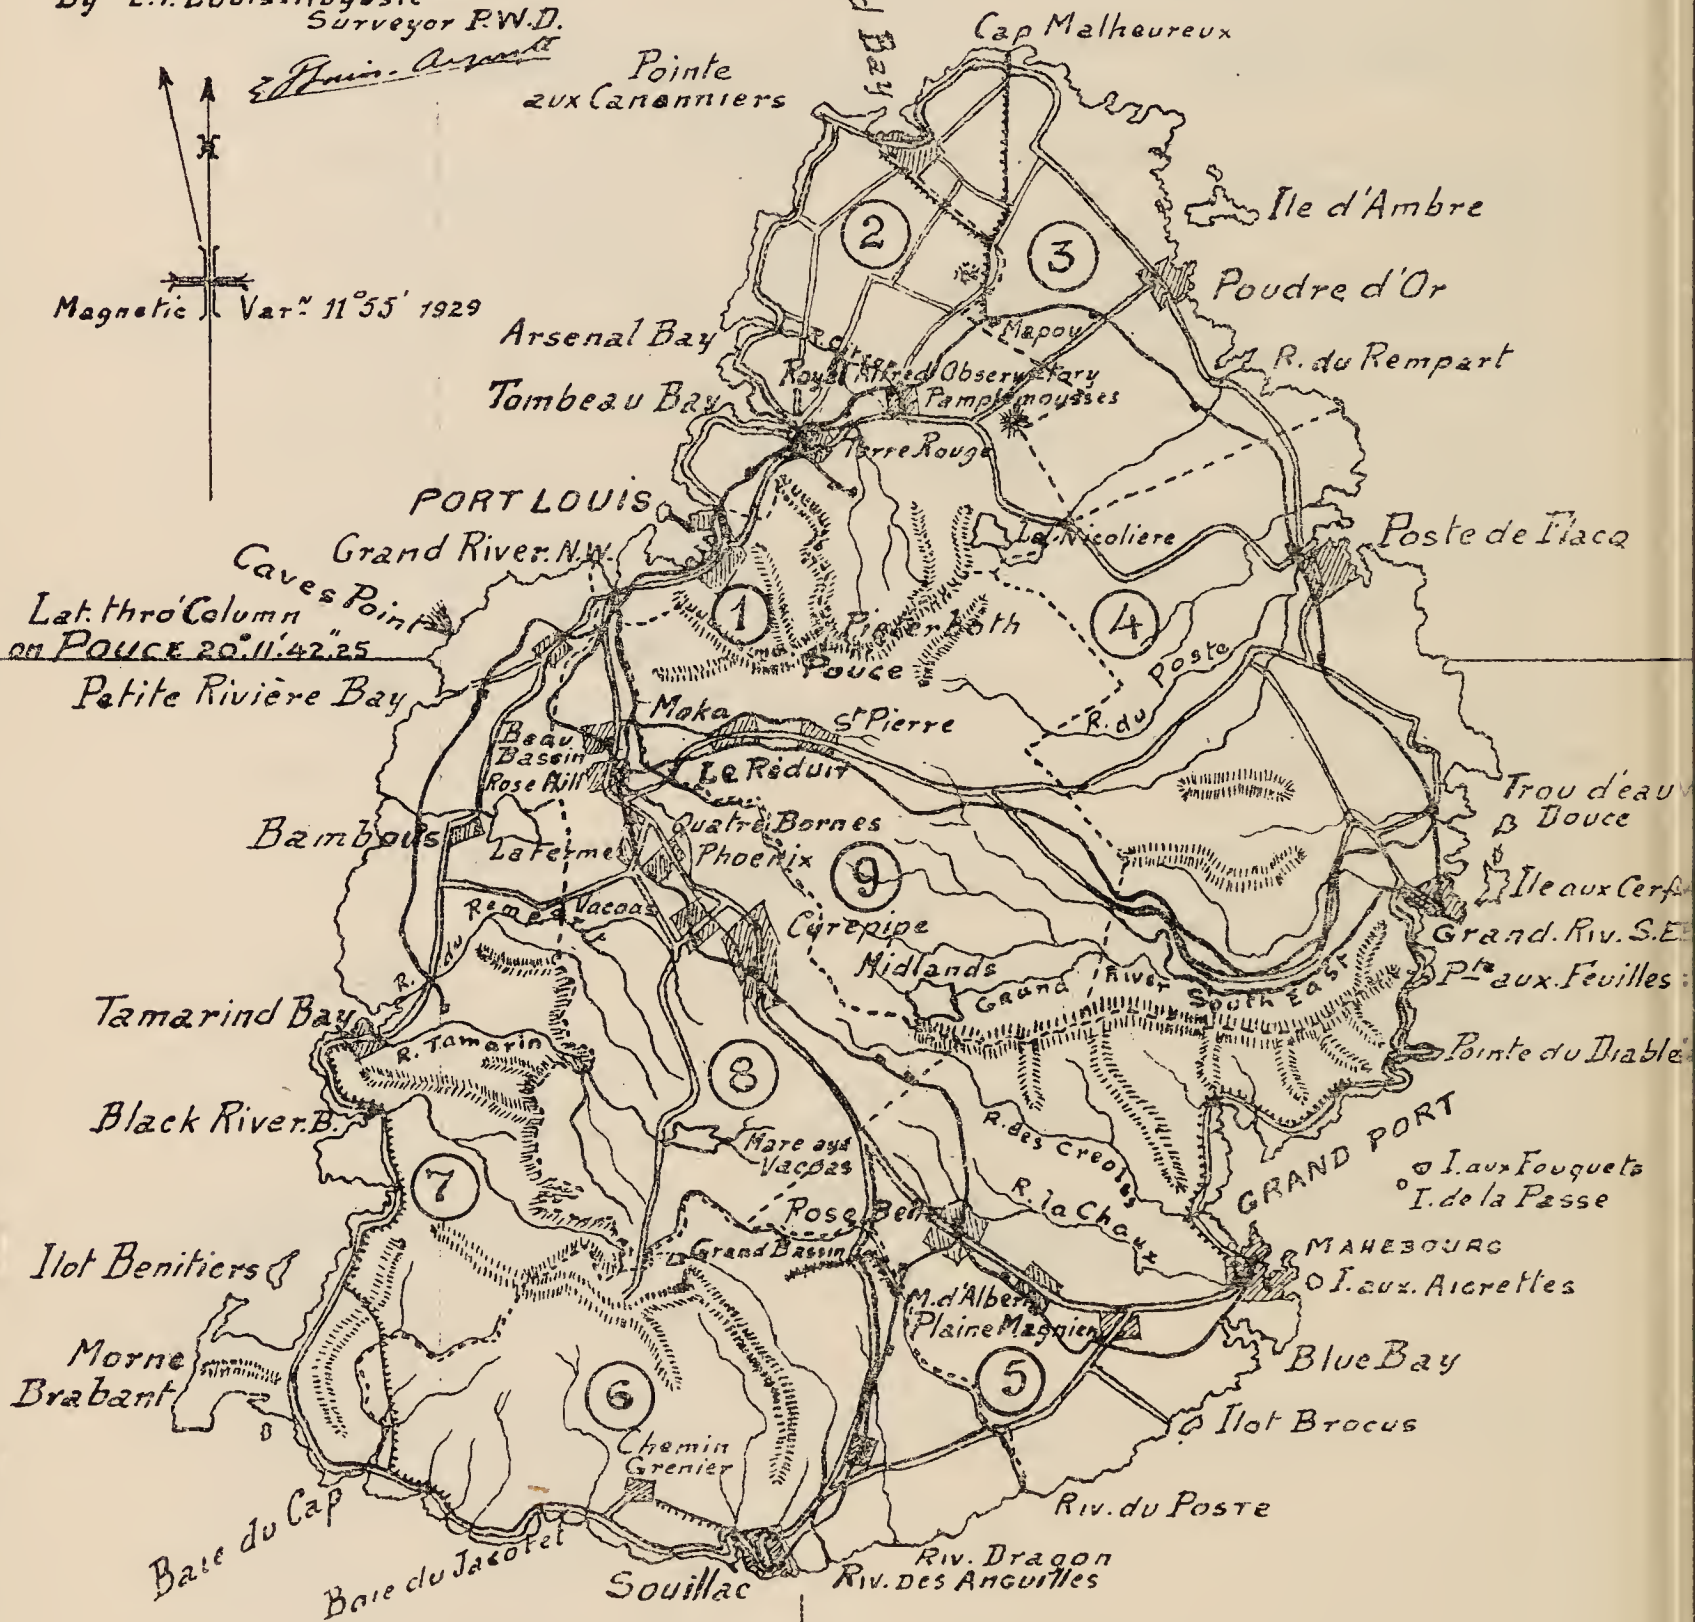 Surveyor P.W.D.
Cap Malheureux
Bay
Pointe
aux Canonniers
Ile d'Ambre
2
3
Poudre d'Or
Magnetic Varⁿ 11°55' 1929
Arsenal Bay
Mapou
R. du Rempart
Royal Alfred Observatory
Tombeau Bay
Pamplemousses
Terre Rouge
PORT LOUIS
La Nicoliere
Poste de Flacq
Grand River. N.W.
Caves Point
Lat. thro' Column
on POUCE 20°.11'.42".25
1
Pieter Both
4
Pouce
R. du Poste
Petite Rivière Bay
Moka
St Pierre
Beau
Bassin
Rose Hill
Le Réduit
Trou d'eau
Douce
Bambous
Quatre Bornes
La Ferme
Phoenix
9
Ile aux Cerf
R. du Rempart
Vacoas
Curepipe
Grand. Riv. S.E.
Midlands
Grand River South East
Pte aux Feuilles
Tamarind Bay
R. Tamarin
Pointe du Diable
8
Black River. B.
R. des Creoles
GRAND PORT
Mare aux
Vacoas
7
I. aux Fouquets
I. de la Passe
R. la Chaux
Rose Belle
Grand Bassin
MAHEBOURG
Ilot Benitiers
I. aux Aigrettes
M. d'Albert
Plaine Magnien
Morne
Brabant
Blue Bay
5
6
Ilot Brocus
Chemin
Grenier
Baie du Cap
Riv. du Poste
Baie du Jacotet
Riv. Dragon
Riv. des Anguilles
Souillac